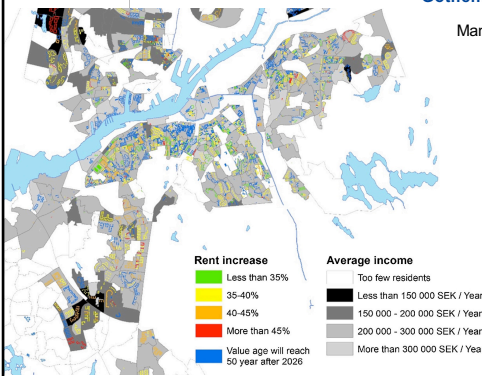 Mar
Rent increase
Less than 35%
35-40%
40-45%
More than 45%
Value age will reach
50 year after 2026
Average income
Too few residents
Less than 150 000 SEK / Year
150 000 - 200 000 SEK / Year
200 000 - 300 000 SEK / Year
More than 300 000 SEK / Yea